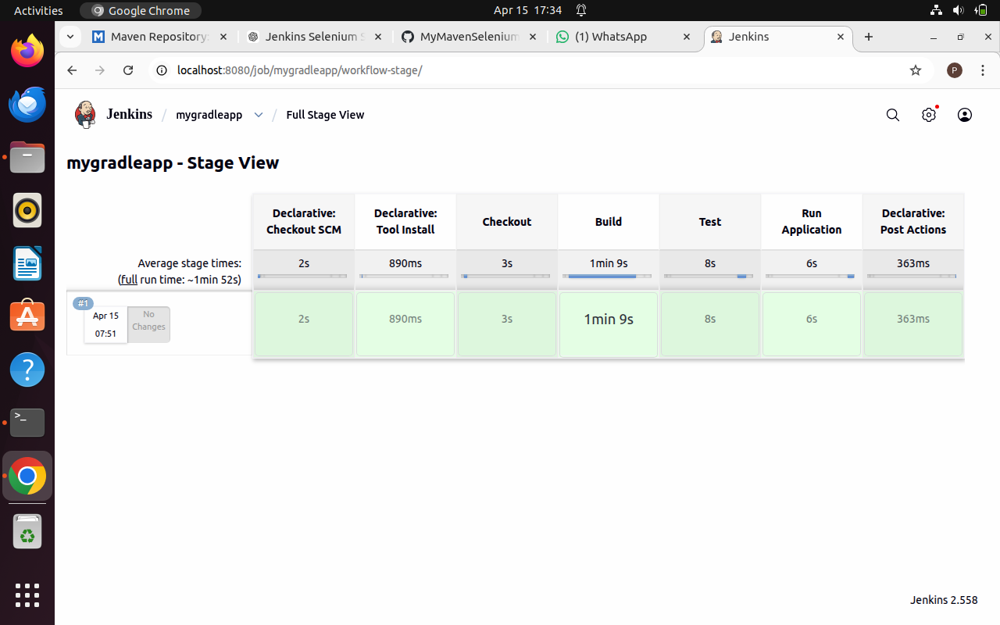 Activities
Google Chrome
Apr 15 17:34
Maven Repository:
Jenkins Selenium S
MyMavenSelenium
(1) WhatsApp
Jenkins
localhost:8080/job/mygradleapp/workflow-stage/
P
Jenkins / mygradleapp / Full Stage View
mygradleapp - Stage View
Declarative:
Checkout SCM
Declarative:
Tool Install
Checkout
Build
Test
Run
Application
Declarative:
Post Actions
Average stage times:
(full run time: ~1min 52s)
2s
890ms
3s
1min 9s
8s
6s
363ms
#1
Apr 15
07:51
No
Changes
2s
890ms
3s
1min 9s
8s
6s
363ms
Jenkins 2.558